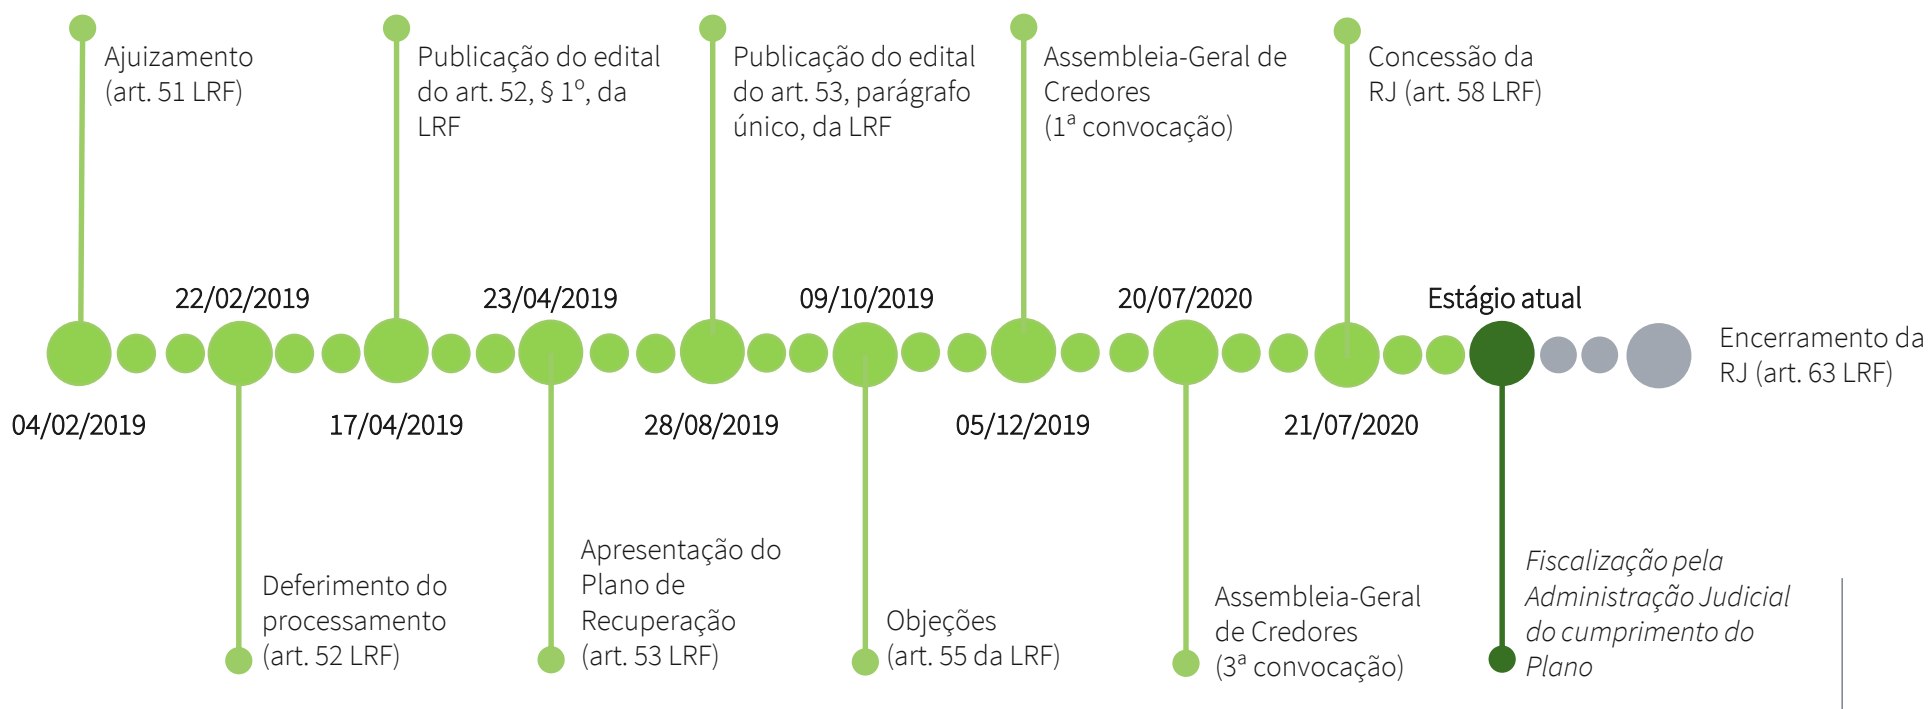 Ajuizamento
(art. 51 LRF)
Publicação do edital
do art. 52, § 1º, da
LRF
Publicação do edital
do art. 53, parágrafo
único, da LRF
Assembleia-Geral de
Credores
(1ª convocação)
Concessão da
RJ (art. 58 LRF)
22/02/2019
23/04/2019
09/10/2019
20/07/2020
Estágio atual
Encerramento da
RJ (art. 63 LRF)
04/02/2019
17/04/2019
28/08/2019
05/12/2019
21/07/2020
Deferimento do
processamento
(art. 52 LRF)
Apresentação do
Plano de
Recuperação
(art. 53 LRF)
Objeções
(art. 55 da LRF)
Assembleia-Geral
de Credores
(3ª convocação)
Fiscalização pela
Administração Judicial
do cumprimento do
Plano